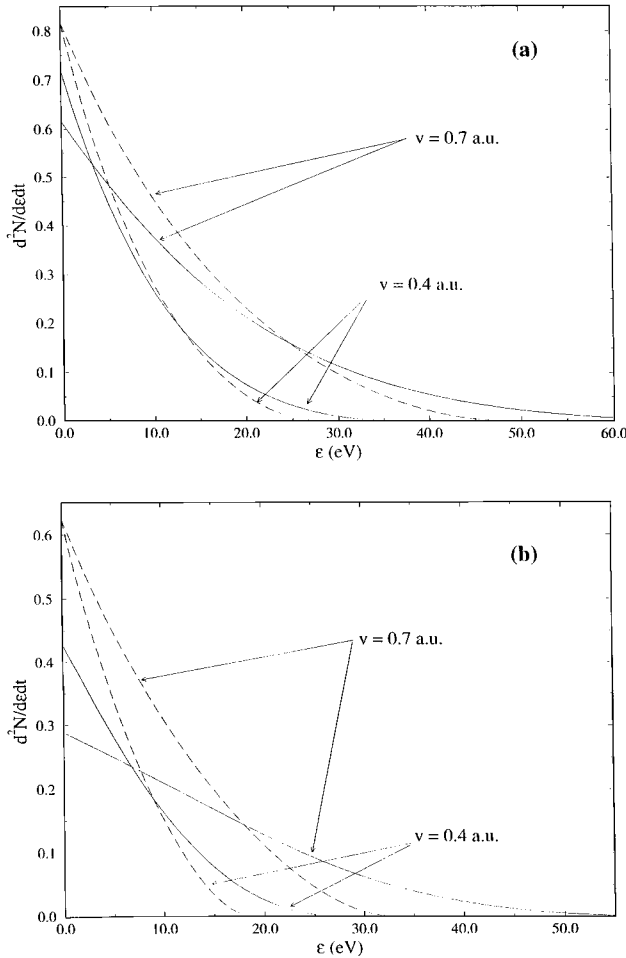 0.8
(a)
0.7
v = 0.7 a.u.
0.6
0.5
d²N/dεdt
0.4
v = 0.4 a.u.
0.3
0.2
0.1
0.0
0.0 10.0 20.0 30.0 40.0 50.0 60.0
ε (eV)
0.6
(b)
0.5
v = 0.7 a.u.
0.4
d²N/dεdt
0.3
0.2
v = 0.4 a.u.
0.1
0.0
0.0 10.0 20.0 30.0 40.0 50.0
ε (eV)